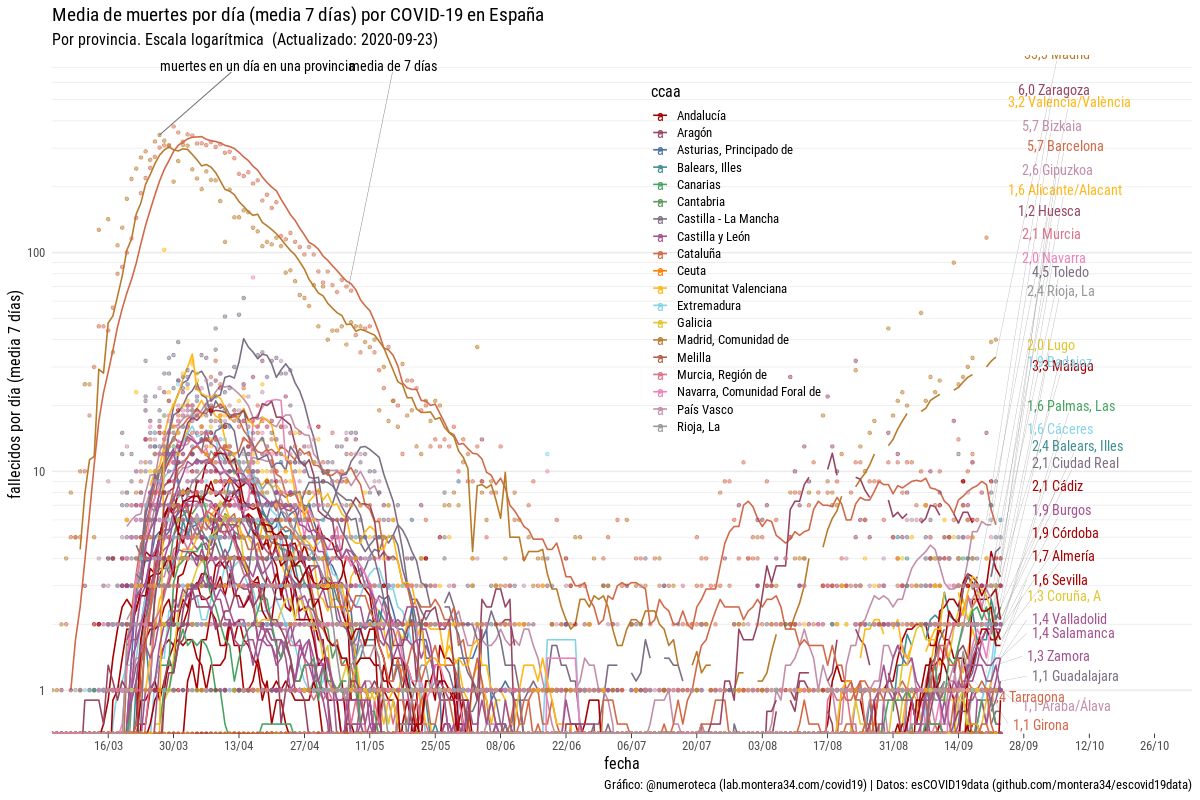 Media de muertes por día (media 7 días) por COVID-19 en España
Por provincia. Escala logarítmica (Actualizado: 2020-09-23)
muertes en un día en una provincia
media de 7 días
fallecidos por día (media 7 días)
100
10
1
ccaa
Andalucía
Aragón
Asturias, Principado de
Balears, Illes
Canarias
Cantabria
Castilla - La Mancha
Castilla y León
Cataluña
Ceuta
Comunitat Valenciana
Extremadura
Galicia
Madrid, Comunidad de
Melilla
Murcia, Región de
Navarra, Comunidad Foral de
País Vasco
Rioja, La
Madrid
6,0 Zaragoza
3,2 Valencia/València
5,7 Bizkaia
5,7 Barcelona
2,6 Gipuzkoa
1,6 Alicante/Alacant
1,2 Huesca
2,1 Murcia
2,0 Navarra
4,5 Toledo
2,4 Rioja, La
2,0 Lugo
Badajoz
3,3 Málaga
1,6 Palmas, Las
1,6 Cáceres
2,4 Balears, Illes
2,1 Ciudad Real
2,1 Cádiz
1,9 Burgos
1,9 Córdoba
1,7 Almería
1,6 Sevilla
1,3 Coruña, A
1,4 Valladolid
1,4 Salamanca
1,3 Zamora
1,1 Guadalajara
Tarragona
1,1 Araba/Álava
1,1 Girona
16/03
30/03
13/04
27/04
11/05
25/05
08/06
22/06
06/07
20/07
03/08
17/08
31/08
14/09
28/09
12/10
26/10
fecha
Gráfico: @numeroteca (lab.montera34.com/covid19) | Datos: esCOVID19data (github.com/montera34/escovid19data)